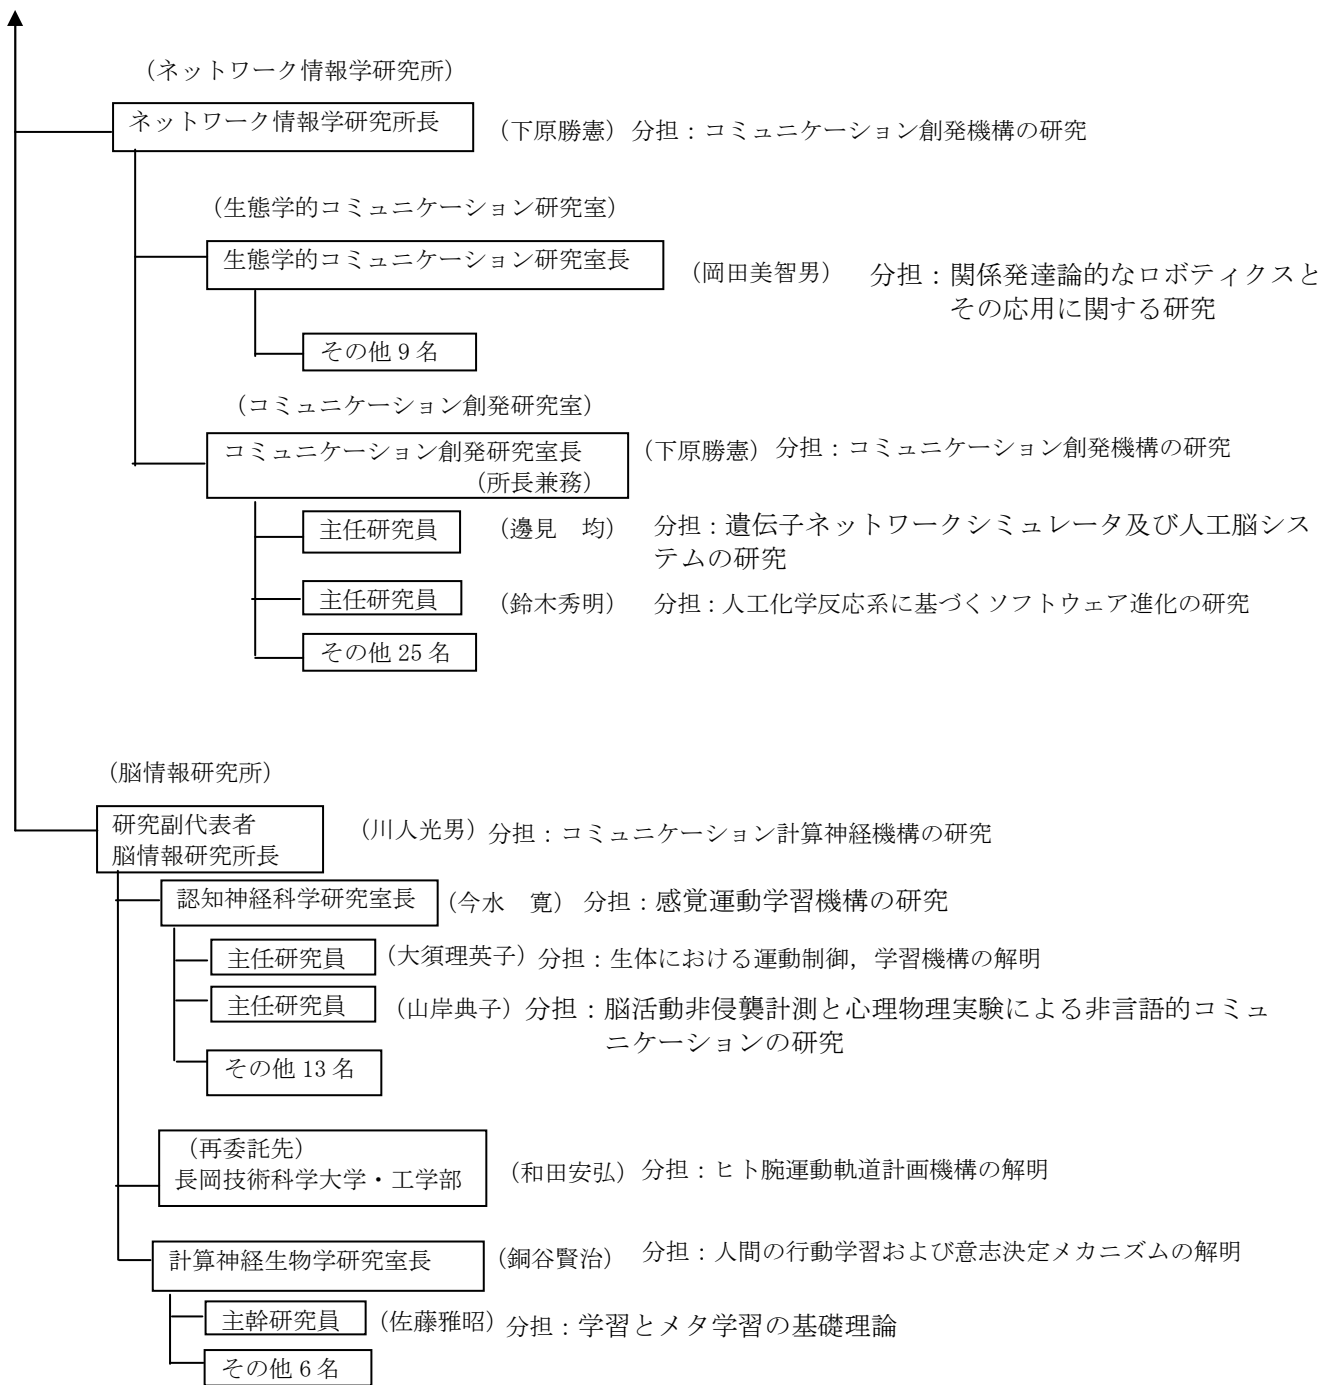 （ネットワーク情報学研究所）
ネットワーク情報学研究所長 （下原勝憲）分担：コミュニケーション創発機構の研究
（生態学的コミュニケーション研究室）
生態学的コミュニケーション研究室長 （岡田美智男） 分担：関係発達論的なロボティクスと
その応用に関する研究
その他 9 名
（コミュニケーション創発研究室）
コミュニケーション創発研究室長 （下原勝憲）分担：コミュニケーション創発機構の研究
（所長兼務）
主任研究員 （邊見　均） 分担：遺伝子ネットワークシミュレータ及び人工脳シス
テムの研究
主任研究員 （鈴木秀明） 分担：人工化学反応系に基づくソフトウェア進化の研究
その他 25 名
（脳情報研究所）
研究副代表者
脳情報研究所長 （川人光男）分担：コミュニケーション計算神経機構の研究
認知神経科学研究室長 （今水　寛） 分担：感覚運動学習機構の研究
主任研究員 （大須理英子）分担：生体における運動制御，学習機構の解明
主任研究員 （山岸典子）分担：脳活動非侵襲計測と心理物理実験による非言語的コミュ
ニケーションの研究
その他 13 名
（再委託先）
長岡技術科学大学・工学部 （和田安弘）分担：ヒト腕運動軌道計画機構の解明
計算神経生物学研究室長 （銅谷賢治） 分担：人間の行動学習および意志決定メカニズムの解明
主幹研究員 （佐藤雅昭）分担：学習とメタ学習の基礎理論
その他 6 名